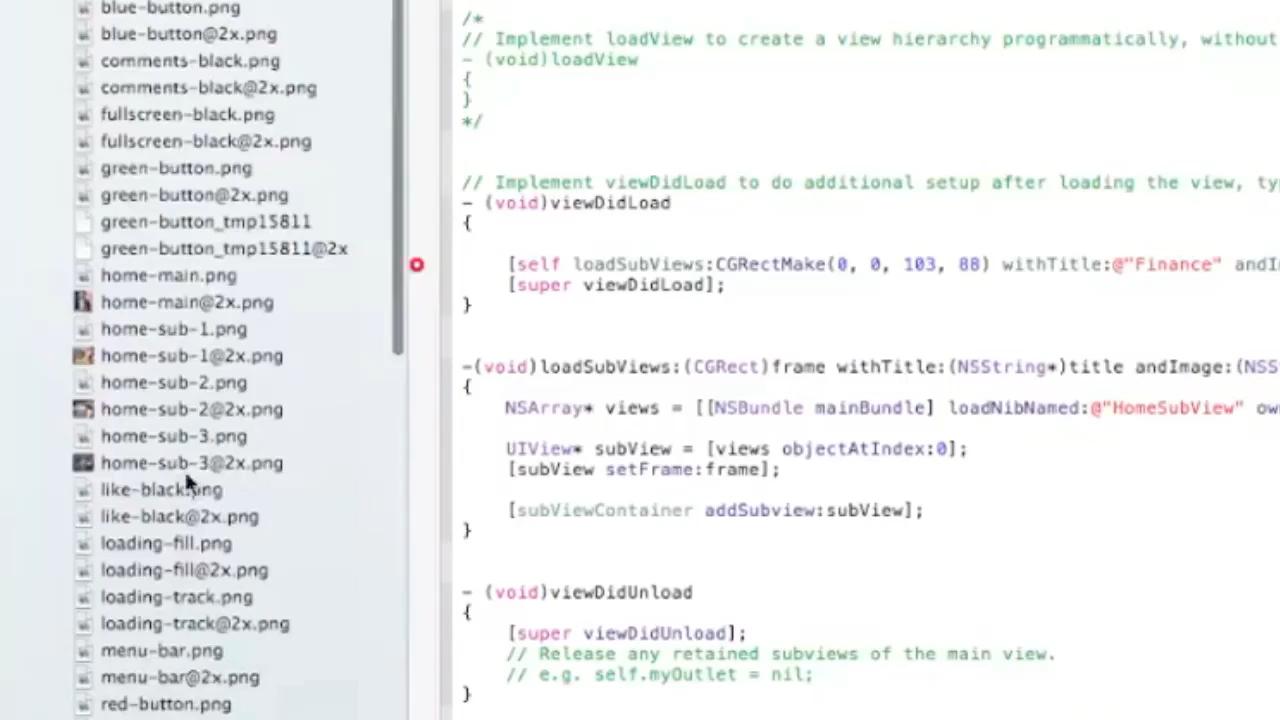 blue-button.png
blue-button@2x.png
comments-black.png
comments-black@2x.png
fullscreen-black.png
fullscreen-black@2x.png
green-button.png
green-button@2x.png
green-button_tmp15811
green-button_tmp15811@2x
home-main.png
home-main@2x.png
home-sub-1.png
home-sub-1@2x.png
home-sub-2.png
home-sub-2@2x.png
home-sub-3.png
home-sub-3@2x.png
like-black.png
like-black@2x.png
loading-fill.png
loading-fill@2x.png
loading-track.png
loading-track@2x.png
menu-bar.png
menu-bar@2x.png
red-button.png
/*
// Implement loadView to create a view hierarchy programmatically, without
- (void)loadView
{
}
*/
// Implement viewDidLoad to do additional setup after loading the view, ty
- (void)viewDidLoad
{
[self loadSubViews:CGRectMake(0, 0, 103, 88) withTitle:@"Finance" andI
[super viewDidLoad];
}
-(void)loadSubViews:(CGRect)frame withTitle:(NSString*)title andImage:(NSS
{
NSArray* views = [[NSBundle mainBundle] loadNibNamed:@"HomeSubView" ow
UIView* subView = [views objectAtIndex:0];
[subView setFrame:frame];
[subViewContainer addSubview:subView];
}
- (void)viewDidUnload
{
[super viewDidUnload];
// Release any retained subviews of the main view.
// e.g. self.myOutlet = nil;
}